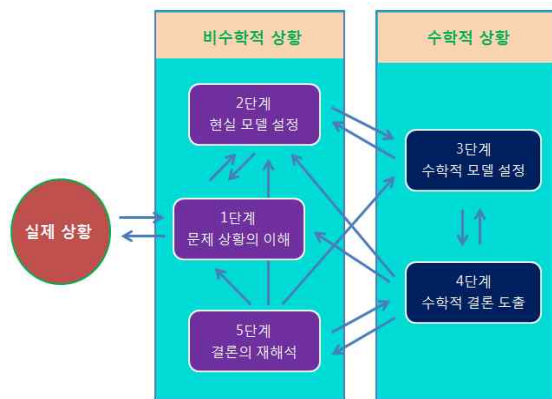 비수학적 상황
수학적 상황
2단계
현실 모델 설정
3단계
수학적 모델 설정
실제 상황
1단계
문제 상황의 이해
4단계
수학적 결론 도출
5단계
결론의 재해석